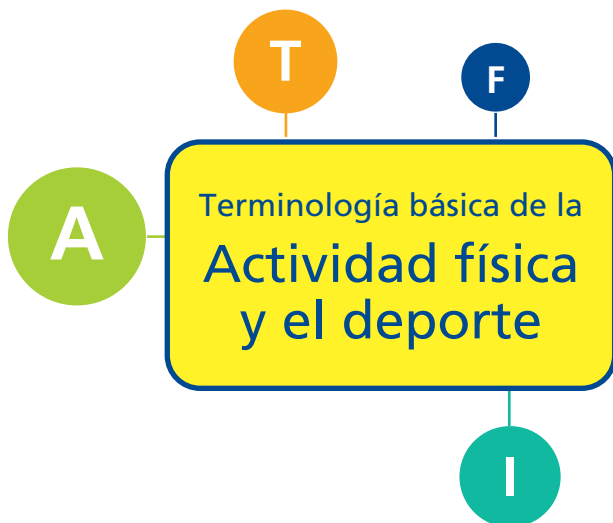 T
F
A
Terminología básica de la
Actividad física
y el deporte
I